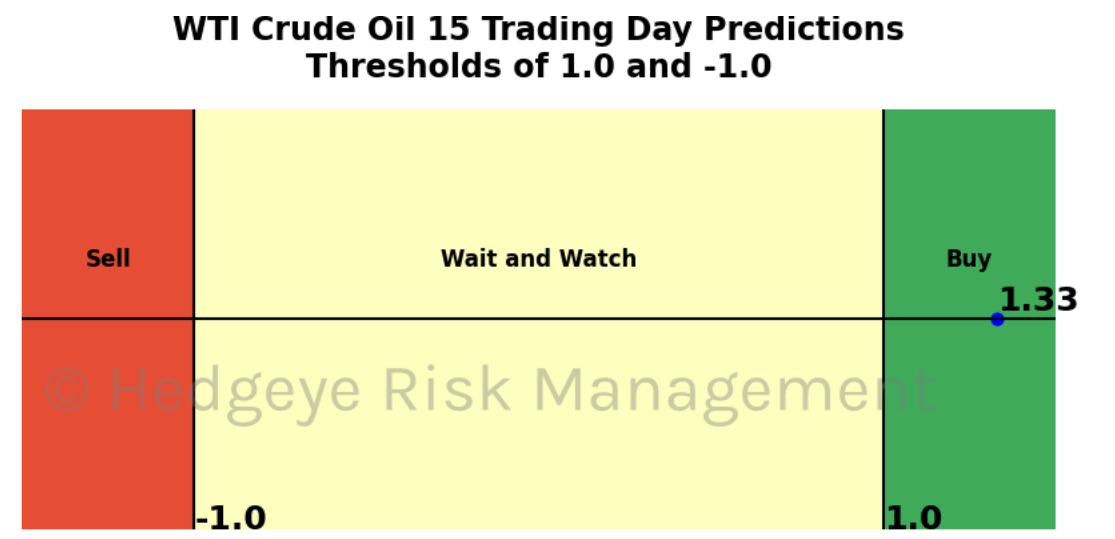 WTI Crude Oil 15 Trading Day Predictions
Thresholds of 1.0 and -1.0
Sell
Wait and Watch
Buy
1.33
© Hedgeye Risk Management
-1.0
1.0